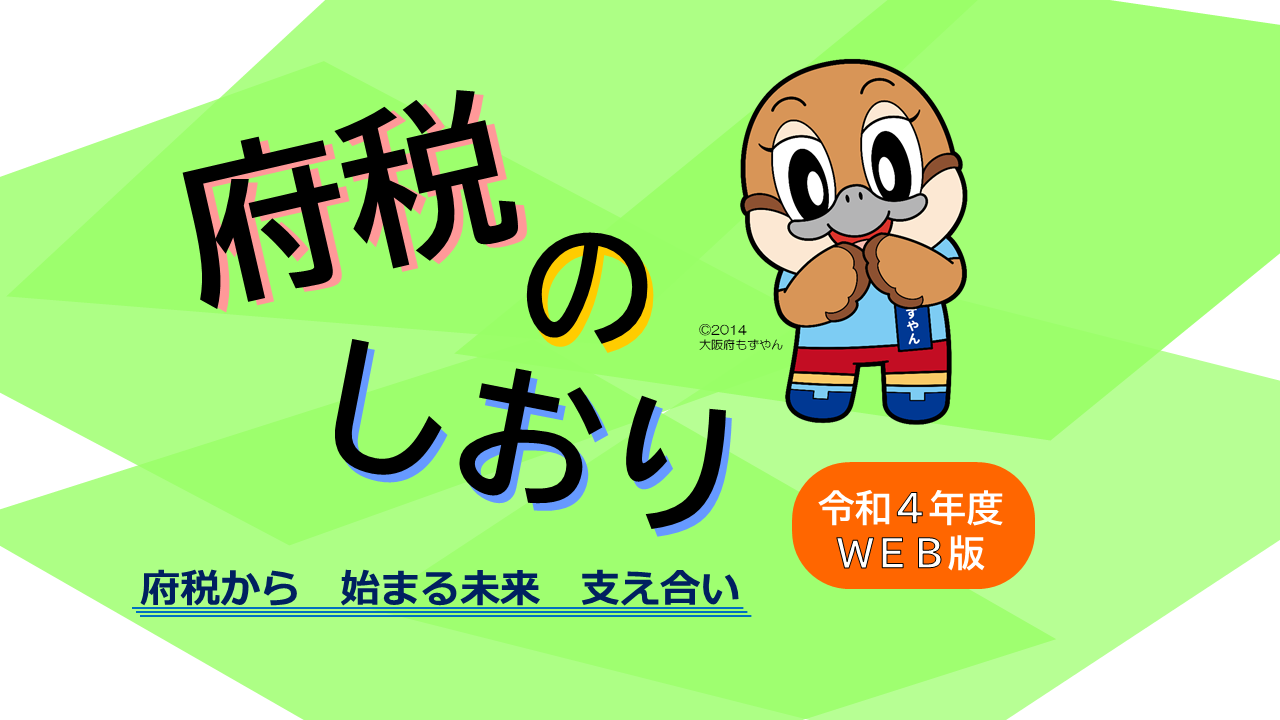 府税
の
しおり
©2014
大阪府もずやん
ずやん
令和４年度
ＷＥＢ版
府税から　始まる未来　支え合い